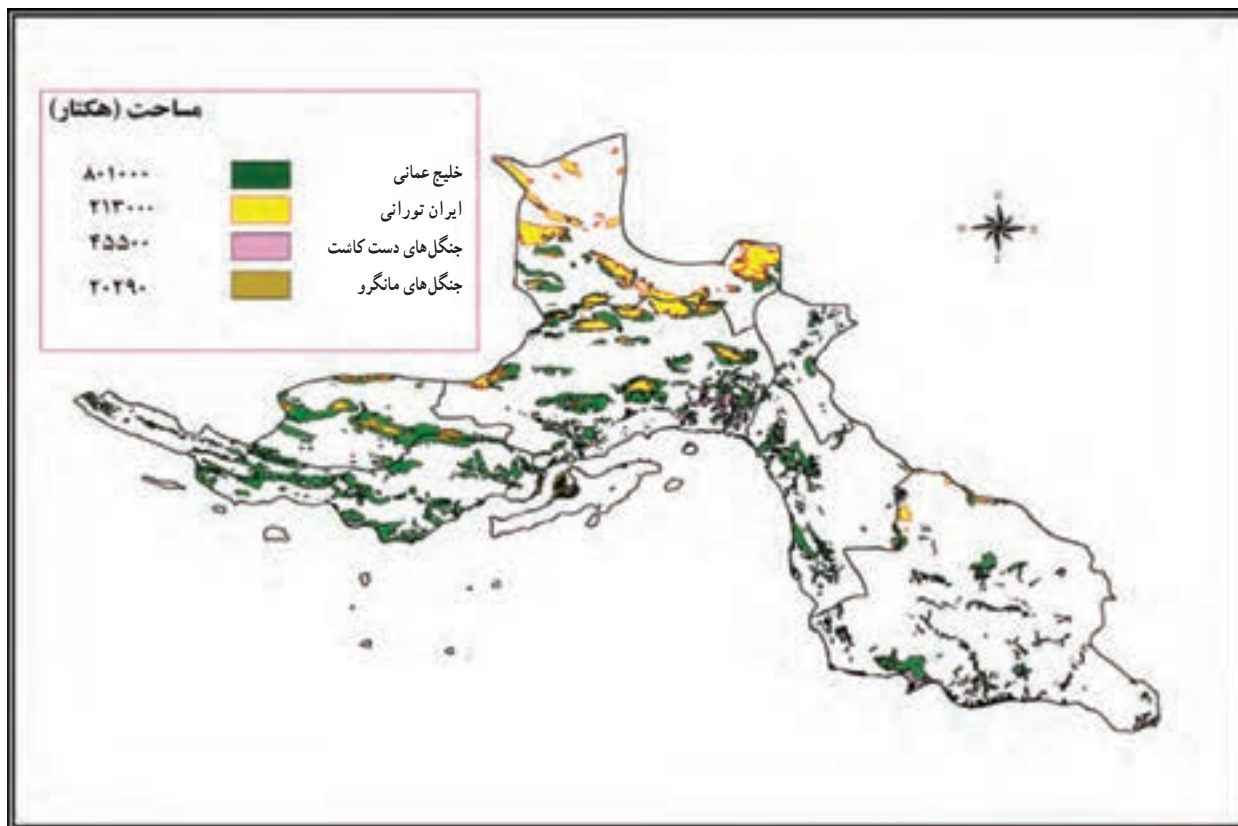 مساحت (هکتار)
خلیج عمانی ۸۰۱۰۰۰
ایران تورانی ۲۱۳۰۰۰
جنگل‌های دست کاشت ۴۵۵۰۰
جنگل‌های مانگرو ۲۰۲۹۰